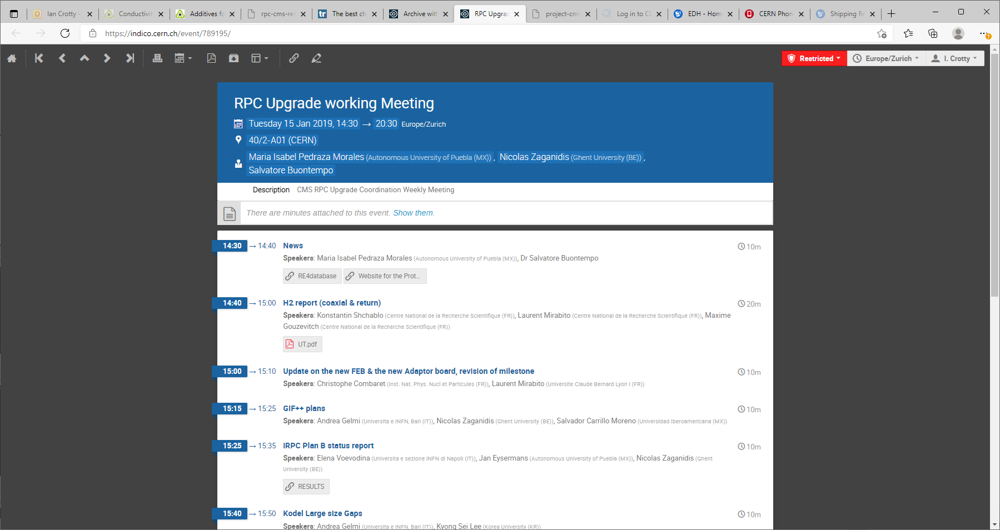 Ian Crotty -
Conductivit
Additives fo
rpc-cms-re4
The best ch
Archive with
RPC Upgrad
project-cms
Log in to CE
EDH - Hom
CERN Phon
Shipping Re
https://indico.cern.ch/event/789195/
Restricted
Europe/Zurich
I. Crotty
RPC Upgrade working Meeting
Tuesday 15 Jan 2019, 14:30 → 20:30 Europe/Zurich
40/2-A01 (CERN)
Maria Isabel Pedraza Morales (Autonomous University of Puebla (MX)) , Nicolas Zaganidis (Ghent University (BE)) ,
Salvatore Buontempo
Description CMS RPC Upgrade Coordination Weekly Meeting
There are minutes attached to this event. Show them.
14:30 → 14:40 News 10m
Speakers: Maria Isabel Pedraza Morales (Autonomous University of Puebla (MX)), Dr Salvatore Buontempo
RE4database Website for the Prot...
14:40 → 15:00 H2 report (coaxial & return) 20m
Speakers: Konstantin Shchablo (Centre National de la Recherche Scientifique (FR)), Laurent Mirabito (Centre National de la Recherche Scientifique (FR)), Maxime
Gouzevitch (Centre National de la Recherche Scientifique (FR))
UT.pdf
15:00 → 15:10 Update on the new FEB & the new Adaptor board, revision of milestone 10m
Speakers: Christophe Combaret (Inst. Nat. Phys. Nucl et Particules (FR)), Laurent Mirabito (Universite Claude Bernard Lyon I (FR))
15:15 → 15:25 GIF++ plans 10m
Speakers: Andrea Gelmi (Universita e INFN, Bari (IT)), Nicolas Zaganidis (Ghent University (BE)), Salvador Carrillo Moreno (Universidad Iberoamericana (MX))
15:25 → 15:35 IRPC Plan B status report 10m
Speakers: Elena Voevodina (Universita e sezione INFN di Napoli (IT)), Jan Eysermans (Autonomous University of Puebla (MX)), Nicolas Zaganidis (Ghent
University (BE))
RESULTS
15:40 → 15:50 Kodel Large size Gaps 10m
Speakers: Andrea Gelmi (Universita e INFN, Bari (IT)), Kyong Sei Lee (Korea University (KR))